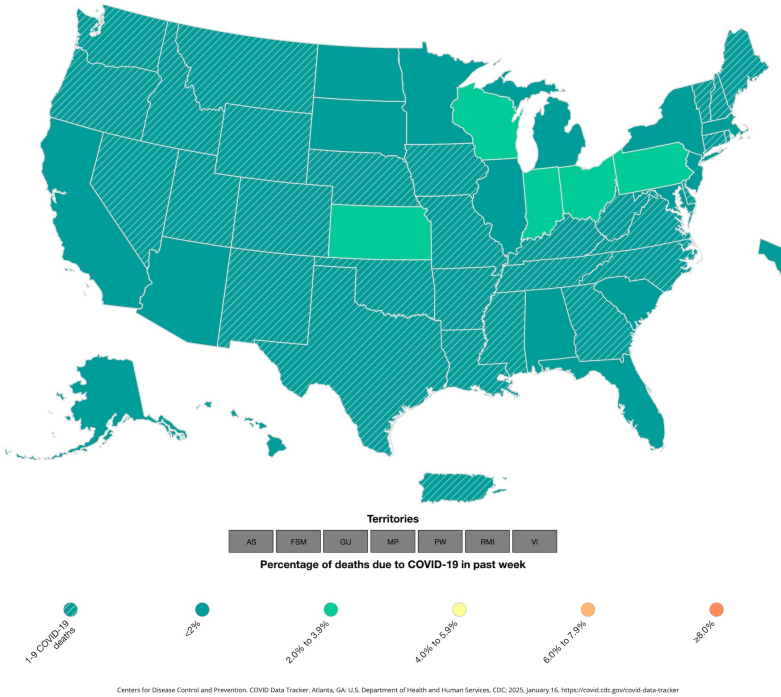 Territories
AS FSM GU MP PW RMI VI
Percentage of deaths due to COVID-19 in past week
1-9 COVID-19
deaths
<2%
2.0% to 3.9%
4.0% to 5.9%
6.0% to 7.9%
≥8.0%
Centers for Disease Control and Prevention. COVID Data Tracker. Atlanta, GA: U.S. Department of Health and Human Services, CDC; 2025, January 16. https://covid.cdc.gov/covid-data-tracker